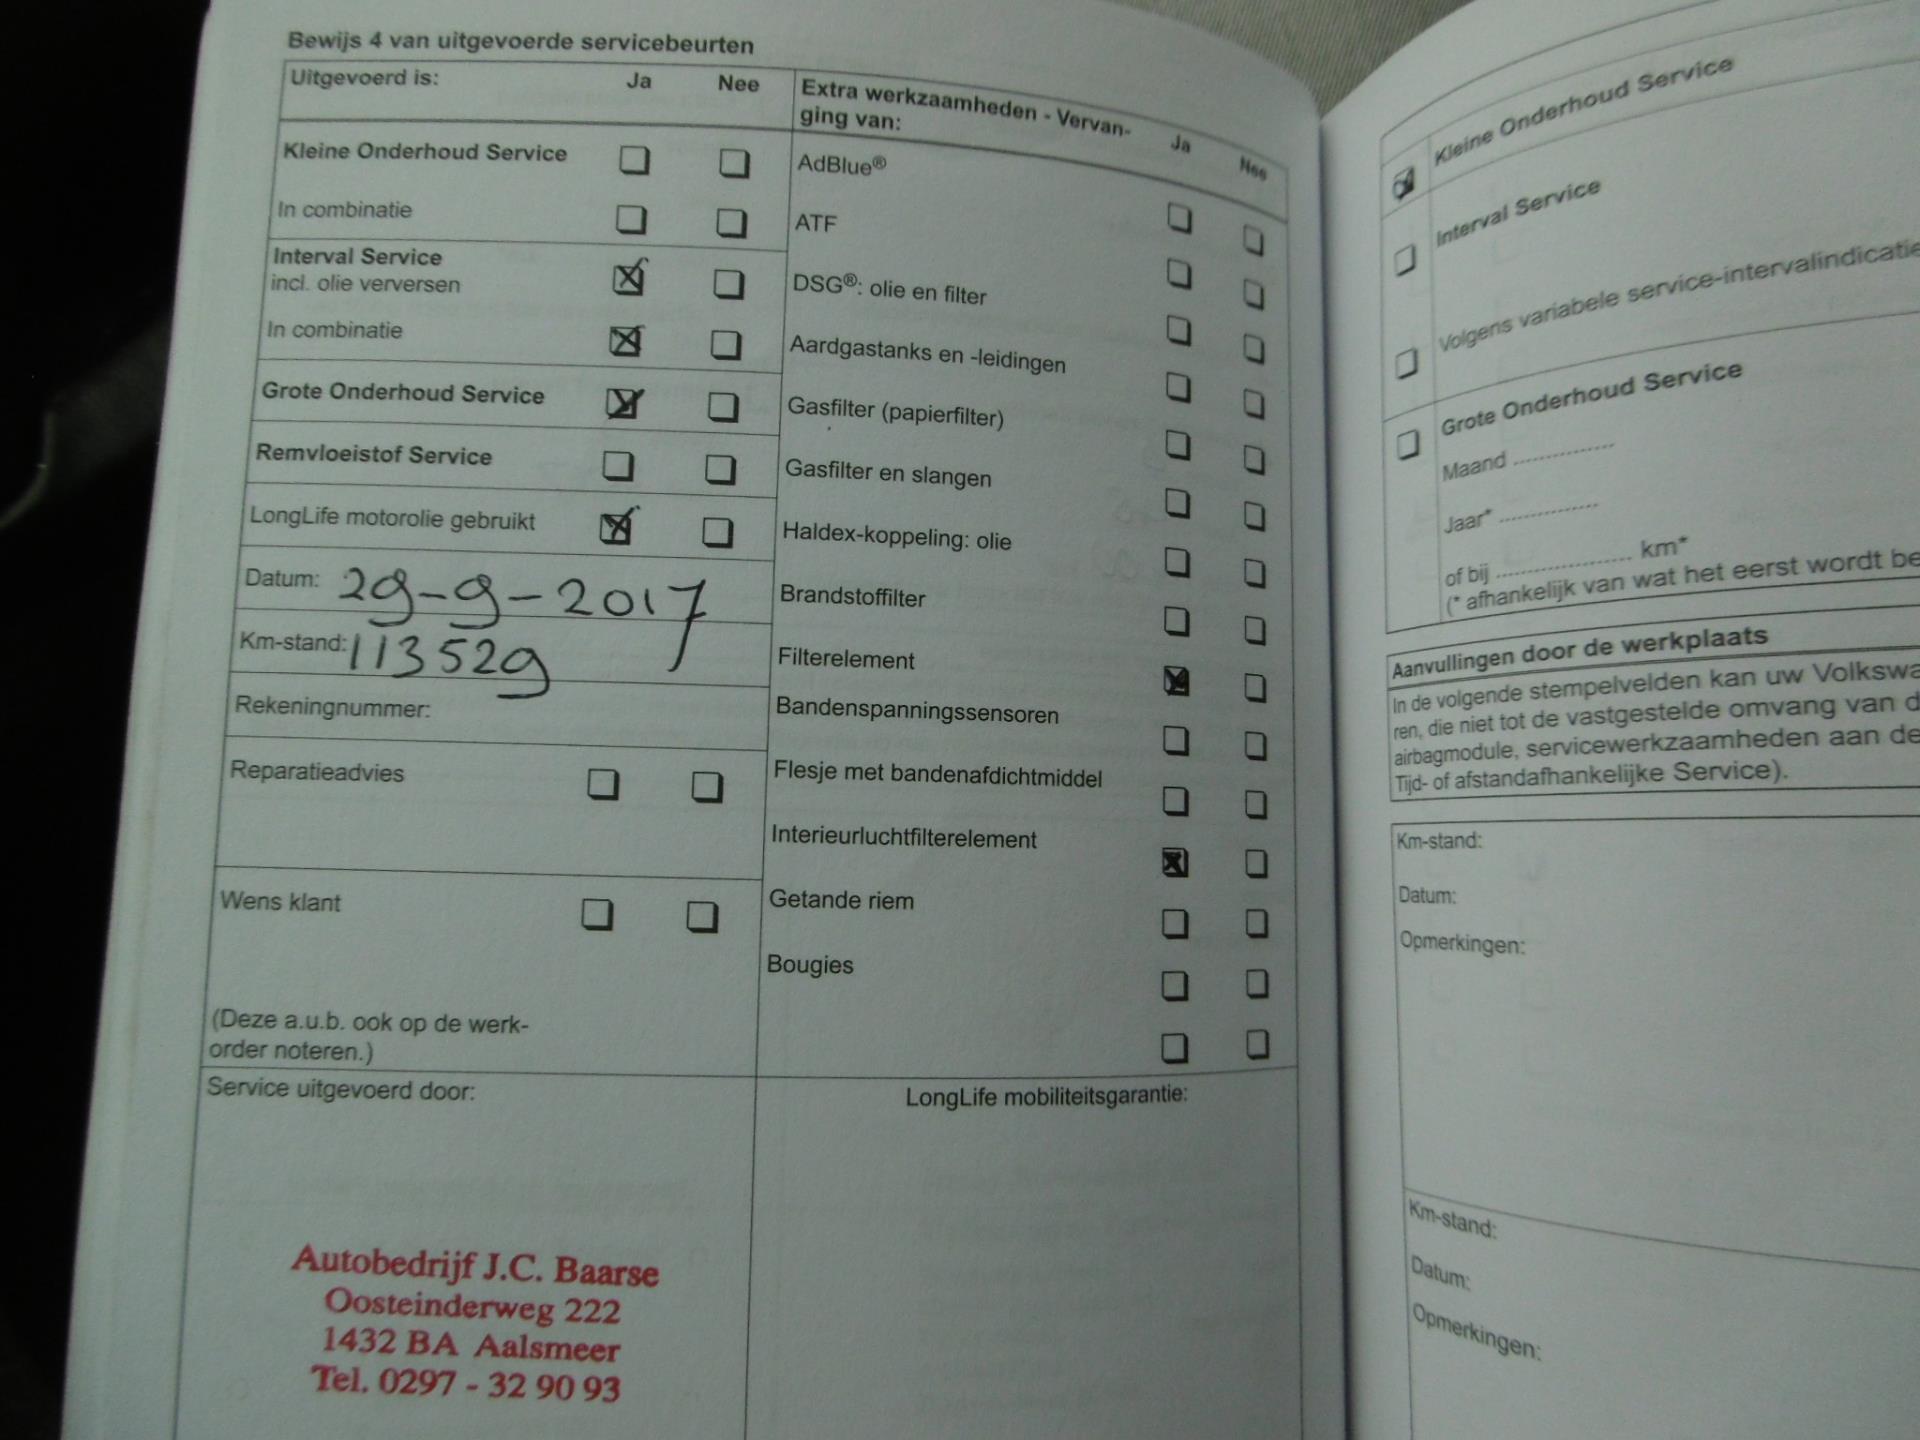 Bewijs 4 van uitgevoerde servicebeurten
Uitgevoerd is: Ja Nee
Kleine Onderhoud Service
In combinatie
Interval Service
incl. olie verversen
In combinatie
Grote Onderhoud Service
Remvloeistof Service
LongLife motorolie gebruikt
Datum: 29-9-2017
Km-stand: 113529
Rekeningnummer:
Reparatieadvies
Wens klant
(Deze a.u.b. ook op de werk-
order noteren.)
Extra werkzaamheden - Vervan-
ging van: Ja Nee
AdBlue®
ATF
DSG®: olie en filter
Aardgastanks en -leidingen
Gasfilter (papierfilter)
Gasfilter en slangen
Haldex-koppeling: olie
Brandstoffilter
Filterelement
Bandenspanningssensoren
Flesje met bandenafdichtmiddel
Interieurluchtfilterelement
Getande riem
Bougies
Service uitgevoerd door:
LongLife mobiliteitsgarantie:
Autobedrijf J.C. Baarse
Oosteinderweg 222
1432 BA Aalsmeer
Tel. 0297 - 32 90 93
Kleine Onderhoud Service
Interval Service
Volgens variabele service-intervalindicatie
Grote Onderhoud Service
Maand ...............
Jaar* ...............
of bij .................... km*
(* afhankelijk van wat het eerst wordt be
Aanvullingen door de werkplaats
In de volgende stempelvelden kan uw Volkswa
ren, die niet tot de vastgestelde omvang van d
airbagmodule, servicewerkzaamheden aan de
Tijd- of afstandafhankelijke Service).
Km-stand:
Datum:
Opmerkingen:
Km-stand:
Datum:
Opmerkingen: